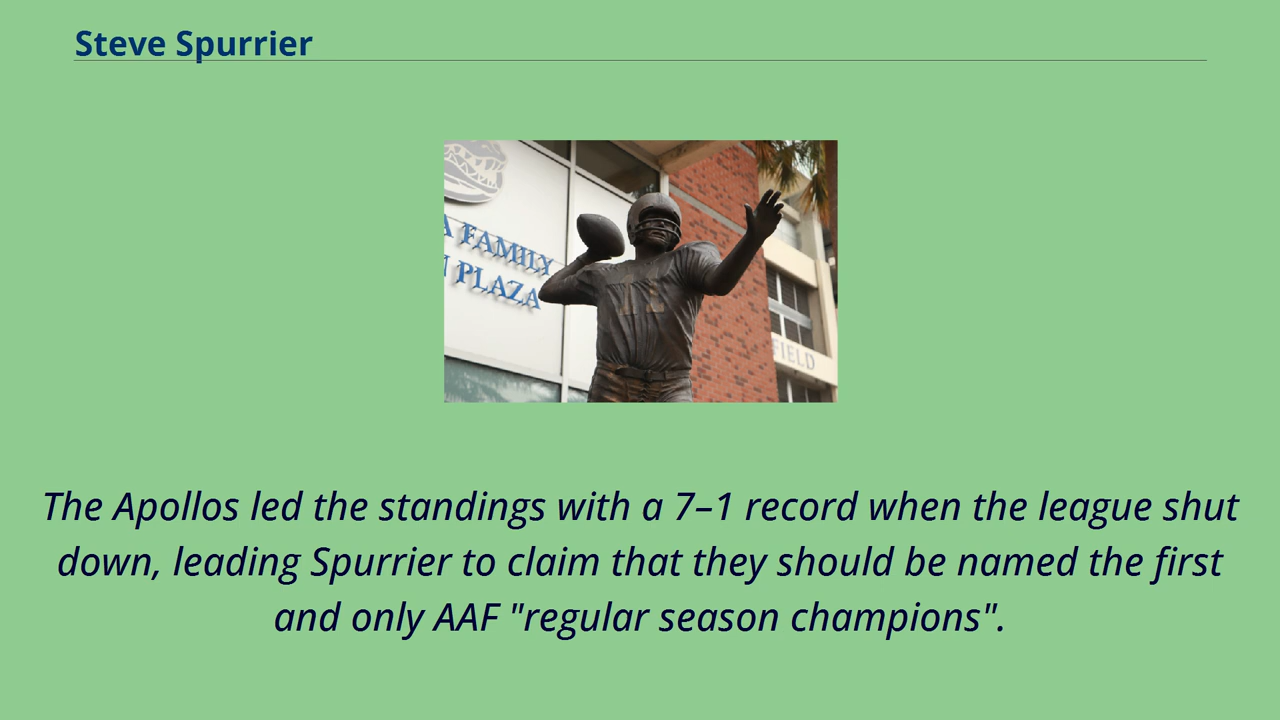 Steve Spurrier
A FAMILY
PLAZA
FIELD
The Apollos led the standings with a 7–1 record when the league shut
down, leading Spurrier to claim that they should be named the first
and only AAF "regular season champions".